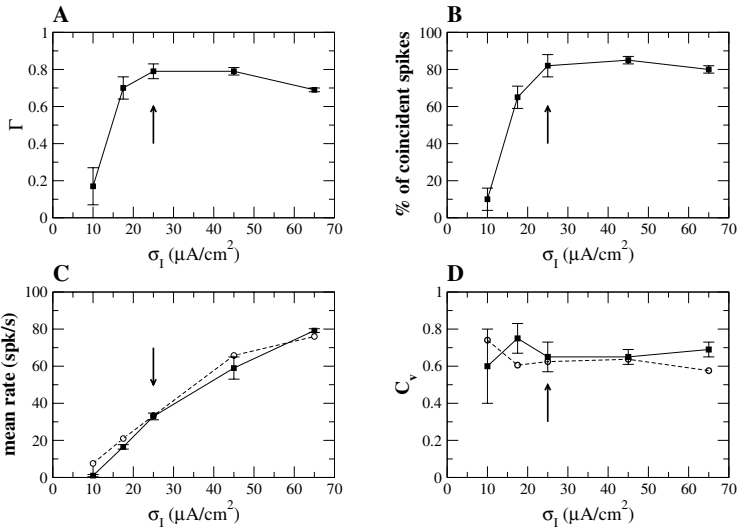 A
B
Γ
1
0.8
0.6
0.4
0.2
0
0 10 20 30 40 50 60 70
σI (μA/cm2)
% of coincident spikes
100
80
60
40
20
0
0 10 20 30 40 50 60 70
σI (μA/cm2)
C
D
mean rate (spk/s)
80
60
40
20
0
0 10 20 30 40 50 60 70
σI (μA/cm2)
Cv
1
0.8
0.6
0.4
0.2
0
0 10 20 30 40 50 60 70
σI (μA/cm2)